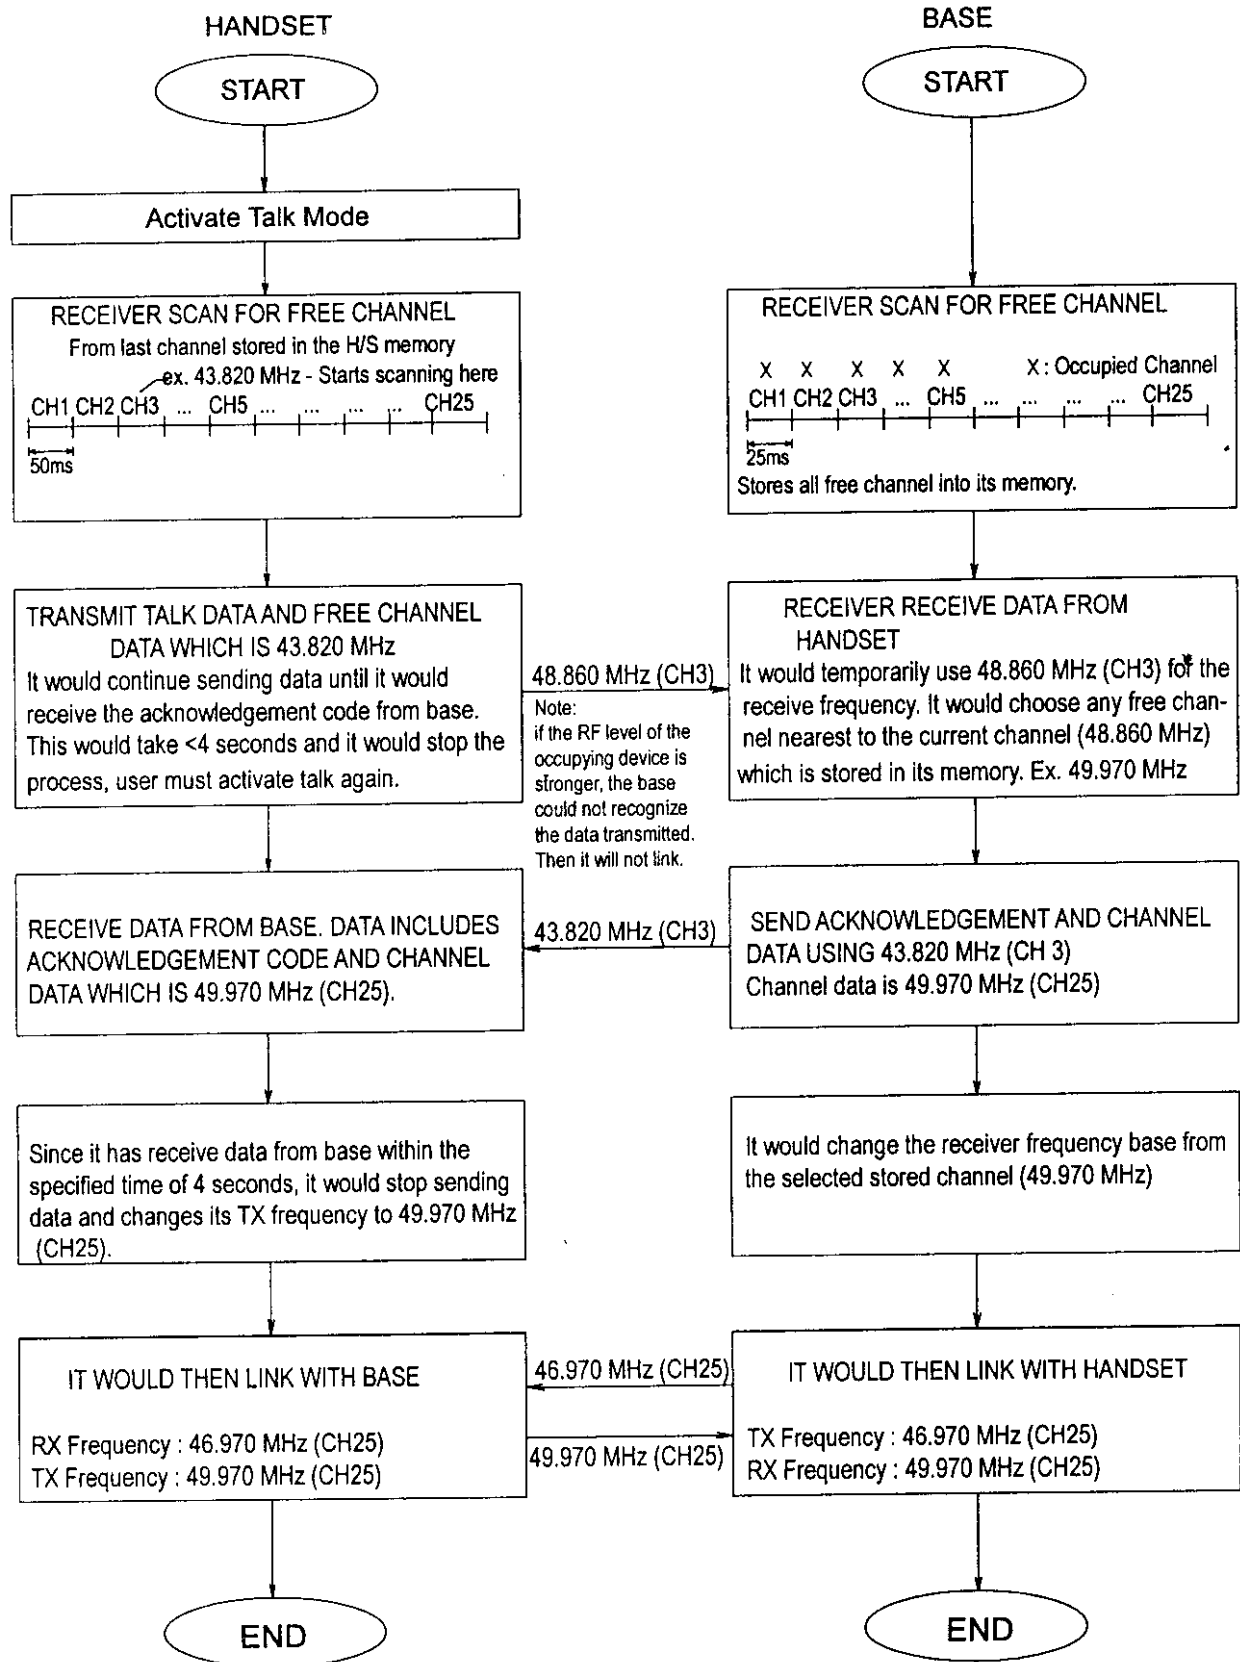 HANDSET
START
Activate Talk Mode
RECEIVER SCAN FOR FREE CHANNEL
From last channel stored in the H/S memory
ex. 43.820 MHz - Starts scanning here
CH1 CH2 CH3 ... CH5 ... ... ... ... CH25
50ms
TRANSMIT TALK DATA AND FREE CHANNEL
DATA WHICH IS 43.820 MHz
It would continue sending data until it would
receive the acknowledgement code from base.
This would take <4 seconds and it would stop the
process, user must activate talk again.
48.860 MHz (CH3)
Note:
if the RF level of the
occupying device is
stronger, the base
could not recognize
the data transmitted.
Then it will not link.
RECEIVE DATA FROM BASE. DATA INCLUDES
ACKNOWLEDGEMENT CODE AND CHANNEL
DATA WHICH IS 49.970 MHz (CH25).
43.820 MHz (CH3)
Since it has receive data from base within the
specified time of 4 seconds, it would stop sending
data and changes its TX frequency to 49.970 MHz
(CH25).
IT WOULD THEN LINK WITH BASE
RX Frequency : 46.970 MHz (CH25)
TX Frequency : 49.970 MHz (CH25)
46.970 MHz (CH25)
49.970 MHz (CH25)
END
BASE
START
RECEIVER SCAN FOR FREE CHANNEL
X X X X X X : Occupied Channel
CH1 CH2 CH3 ... CH5 ... ... ... ... CH25
25ms
Stores all free channel into its memory.
RECEIVER RECEIVE DATA FROM
HANDSET
It would temporarily use 48.860 MHz (CH3) for the
receive frequency. It would choose any free chan-
nel nearest to the current channel (48.860 MHz)
which is stored in its memory. Ex. 49.970 MHz
SEND ACKNOWLEDGEMENT AND CHANNEL
DATA USING 43.820 MHz (CH 3)
Channel data is 49.970 MHz (CH25)
It would change the receiver frequency base from
the selected stored channel (49.970 MHz)
IT WOULD THEN LINK WITH HANDSET
TX Frequency : 46.970 MHz (CH25)
RX Frequency : 49.970 MHz (CH25)
END